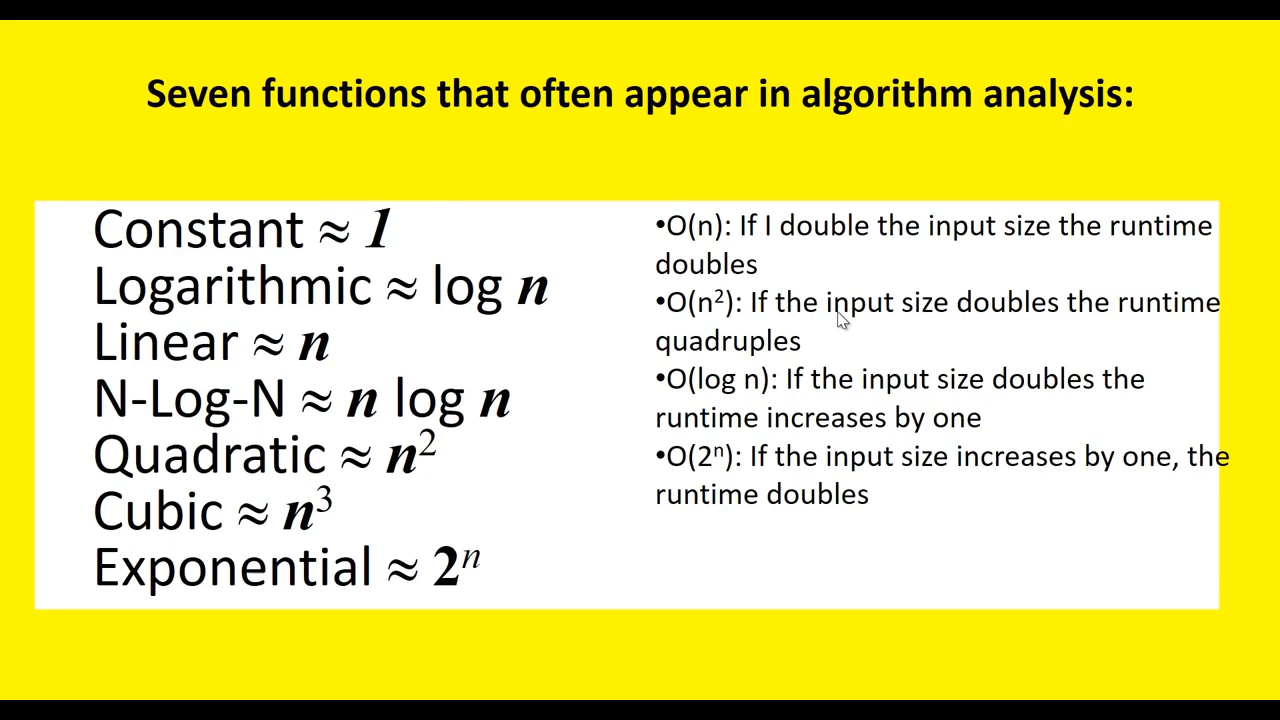 Seven functions that often appear in algorithm analysis:
Constant ≈ 1
Logarithmic ≈ log n
Linear ≈ n
N-Log-N ≈ n log n
Quadratic ≈ n²
Cubic ≈ n³
Exponential ≈ 2ⁿ
•O(n): If I double the input size the runtime
doubles
•O(n²): If the input size doubles the runtime
quadruples
•O(log n): If the input size doubles the
runtime increases by one
•O(2ⁿ): If the input size increases by one, the
runtime doubles